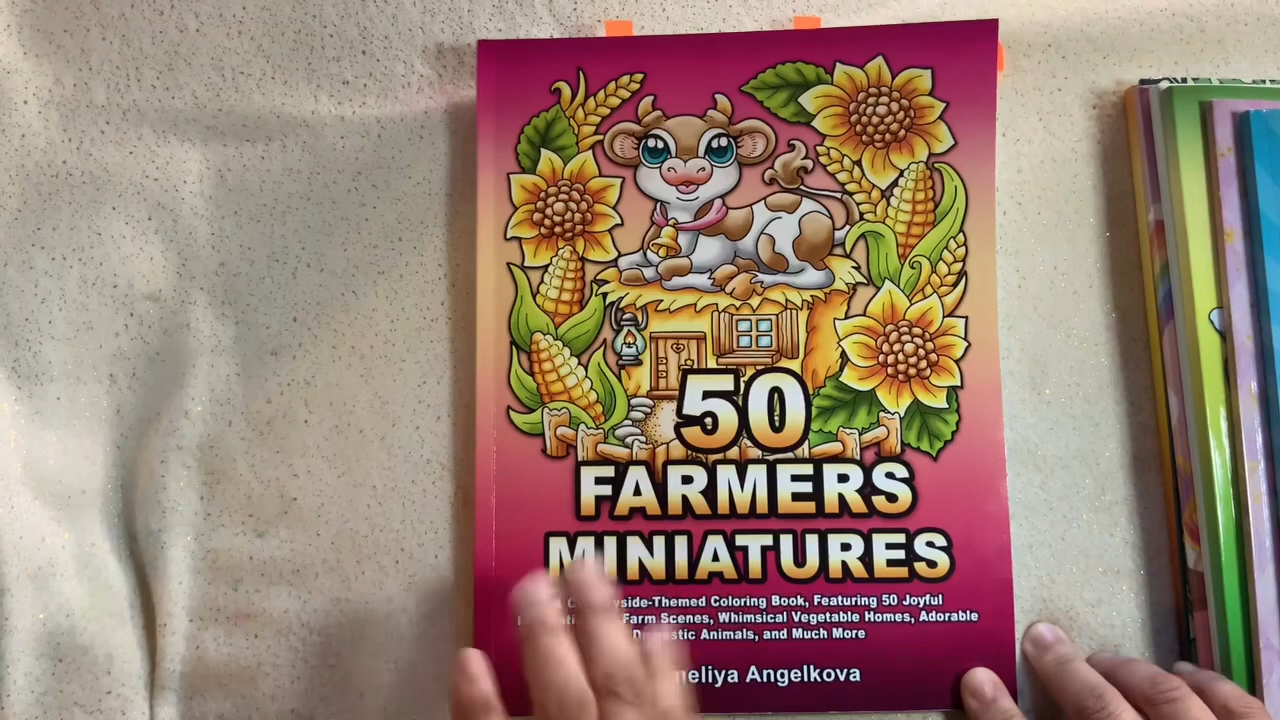 50
FARMERS
MINIATURES
Countryside-Themed Coloring Book, Featuring 50 Joyful
Farm Scenes, Whimsical Vegetable Homes, Adorable
Domestic Animals, and Much More
Angelkova